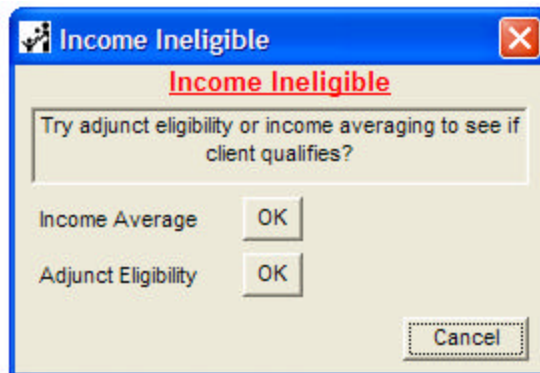 Income Ineligible
Income Ineligible
Try adjunct eligibility or income averaging to see if
client qualifies?
Income Average OK
Adjunct Eligibility OK
Cancel